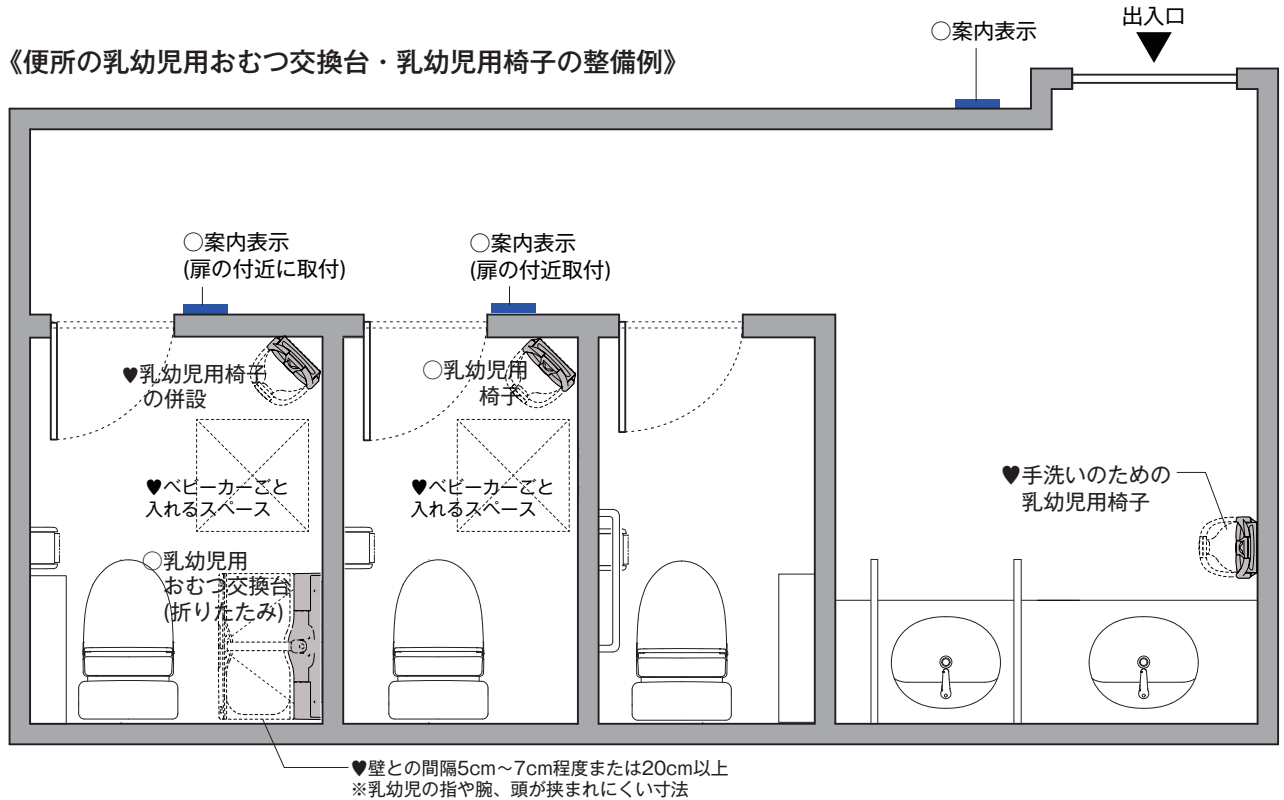 出入口
○案内表示
《便所の乳幼児用おむつ交換台・乳幼児用椅子の整備例》
○案内表示
(扉の付近に取付)
○案内表示
(扉の付近取付)
♥乳幼児用椅子
の併設
○乳幼児用
椅子
♥ベビーカーごと
入れるスペース
♥ベビーカーごと
入れるスペース
♥手洗いのための
乳幼児用椅子
○乳幼児用
おむつ交換台
(折りたたみ)
♥壁との間隔5cm～7cm程度または20cm以上
※乳幼児の指や腕、頭が挟まれにくい寸法